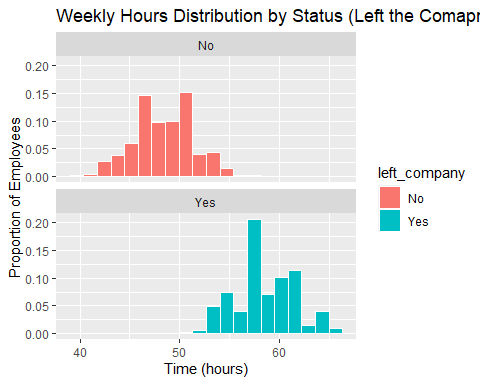 Weekly Hours Distribution by Status (Left the Comapr
No
0.20
0.15
0.10
0.05
0.00
Yes
0.20
0.15
0.10
0.05
0.00
40 50 60
Time (hours)
Proportion of Employees
left_company
No
Yes